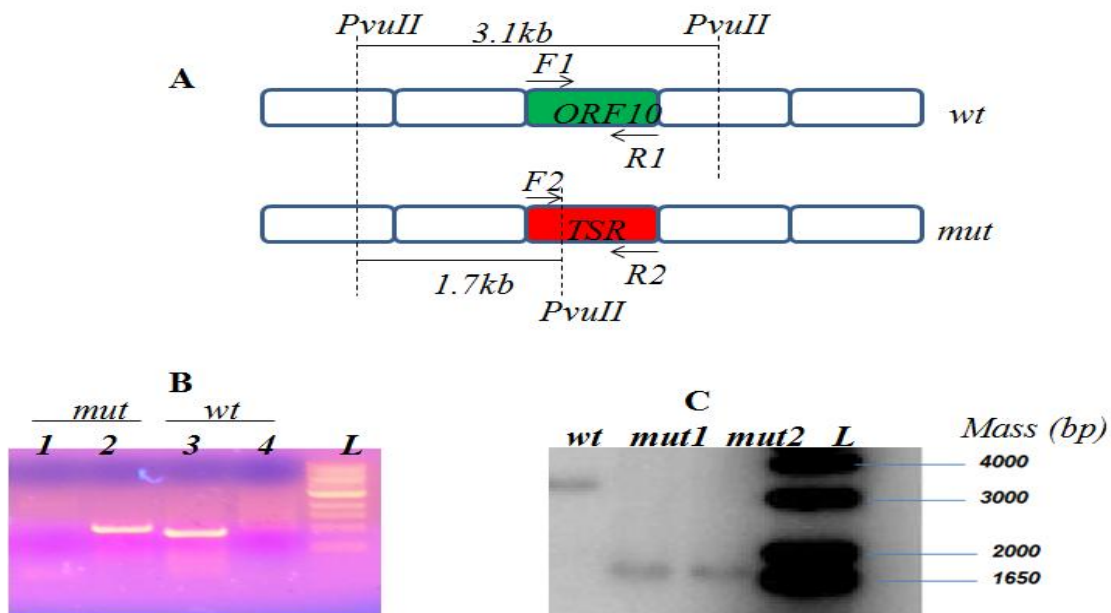 PvuII 3.1kb PvuII
A
F1
ORF10 wt
R1
F2
TSR mut
R2
1.7kb
PvuII
B
mut wt
1 2 3 4 L
C
wt mut1 mut2 L Mass (bp)
4000
3000
2000
1650